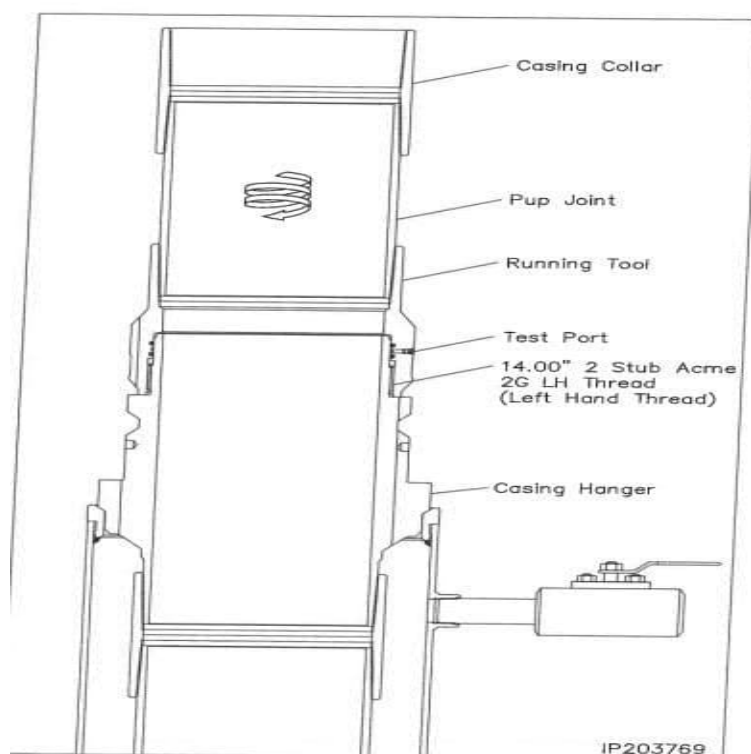 Casing Collar
Pup Joint
Running Tool
Test Port
14.00" 2 Stub Acme
2G LH Thread
(Left Hand Thread)
Casing Hanger
IP203769